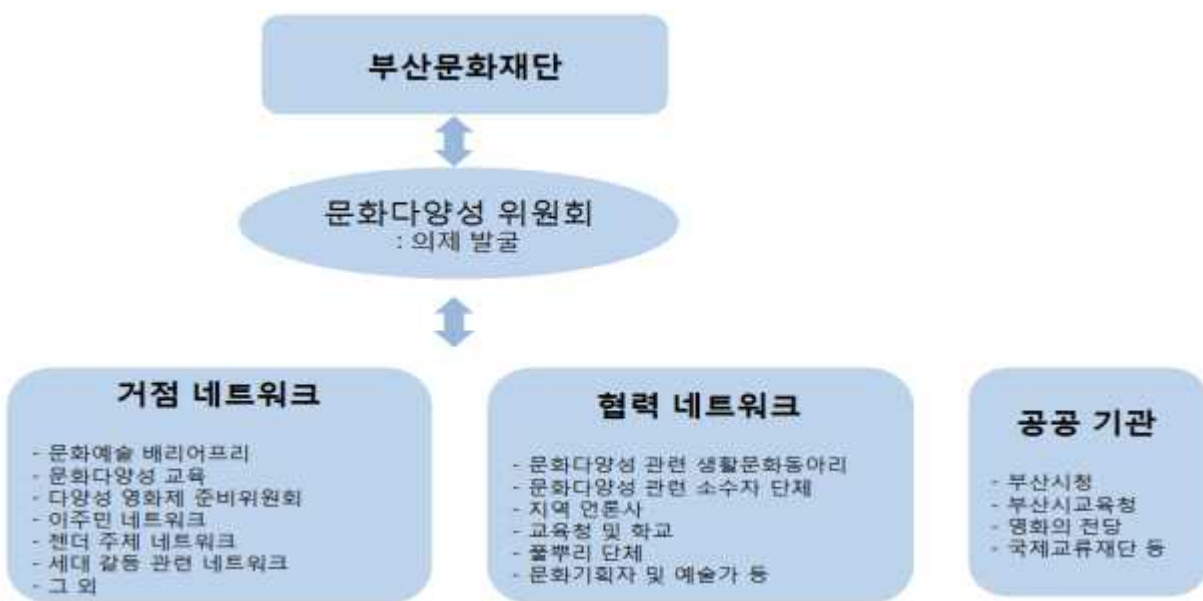 부산문화재단
문화다양성 위원회
: 의제 발굴
거점 네트워크
- 문화예술 배리어프리
- 문화다양성 교육
- 다양성 영화제 준비위원회
- 이주민 네트워크
- 젠더 주제 네트워크
- 세대 갈등 관련 네트워크
- 그 외
협력 네트워크
- 문화다양성 관련 생활문화동아리
- 문화다양성 관련 소수자 단체
- 지역 언론사
- 교육청 및 학교
- 풀뿌리 단체
- 문화기획자 및 예술가 등
공공 기관
- 부산시청
- 부산시교육청
- 영화의 전당
- 국제교류재단 등